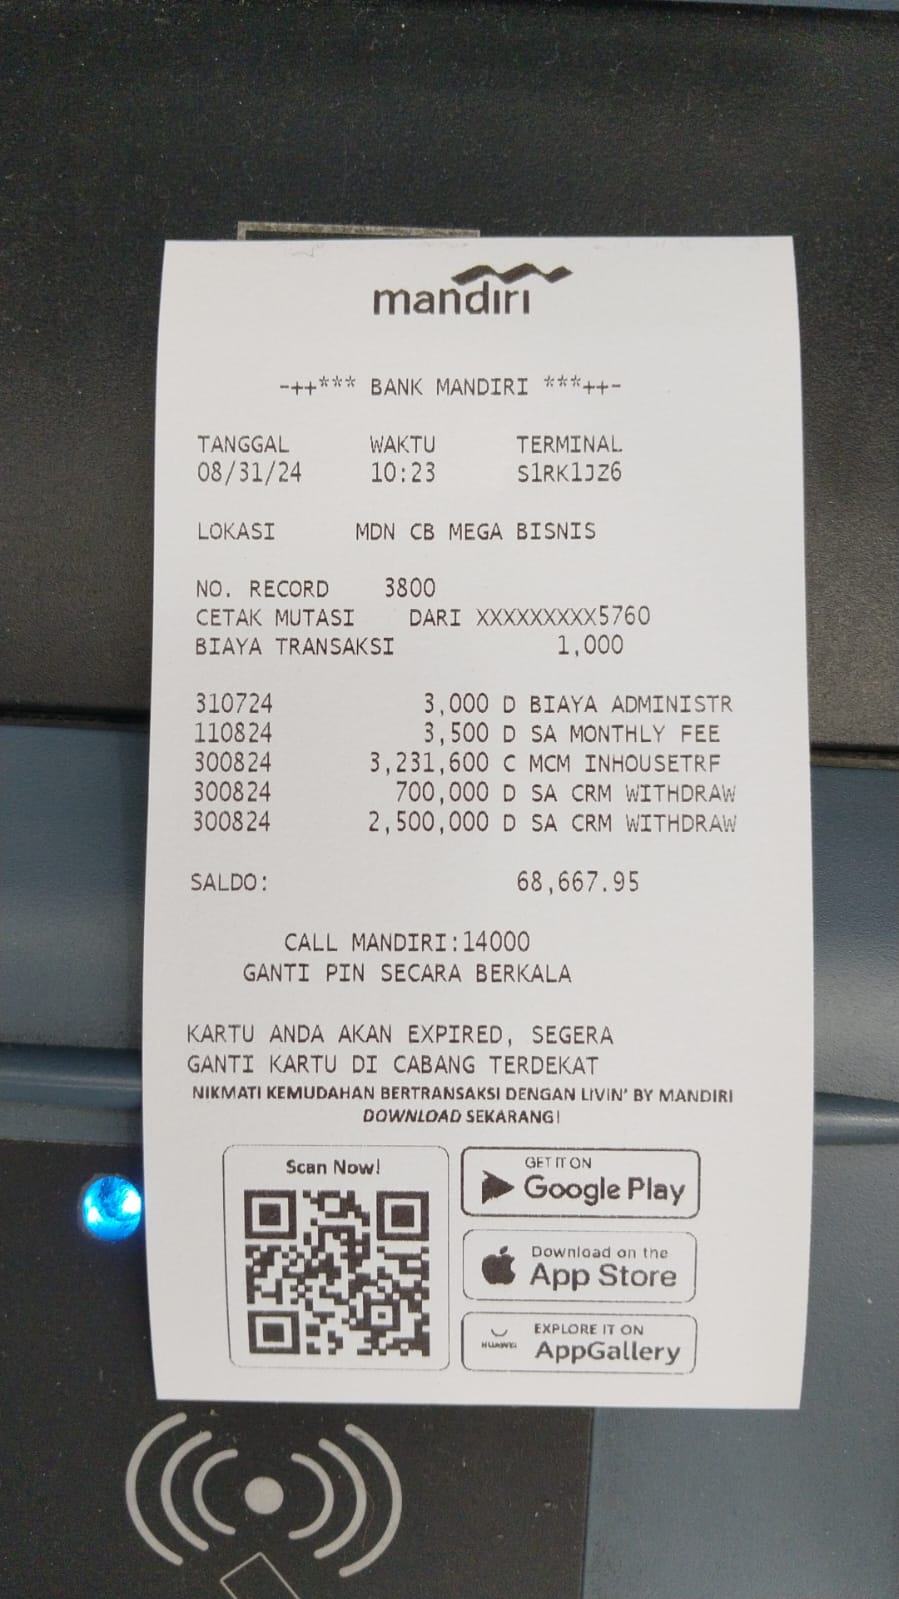 mandiri
-++*** BANK MANDIRI ***++-
TANGGAL WAKTU TERMINAL
08/31/24 10:23 S1RK1JZ6
LOKASI MDN CB MEGA BISNIS
NO. RECORD 3800
CETAK MUTASI DARI XXXXXXXXX5760
BIAYA TRANSAKSI 1,000
310724 3,000 D BIAYA ADMINISTR
110824 3,500 D SA MONTHLY FEE
300824 3,231,600 C MCM INHOUSETRF
300824 700,000 D SA CRM WITHDRAW
300824 2,500,000 D SA CRM WITHDRAW
SALDO: 68,667.95
CALL MANDIRI:14000
GANTI PIN SECARA BERKALA
KARTU ANDA AKAN EXPIRED, SEGERA
GANTI KARTU DI CABANG TERDEKAT
NIKMATI KEMUDAHAN BERTRANSAKSI DENGAN LIVIN' BY MANDIRI
DOWNLOAD SEKARANG!
Scan Now!
GET IT ON
Google Play
Download on the
App Store
HUAWEI
EXPLORE IT ON
AppGallery